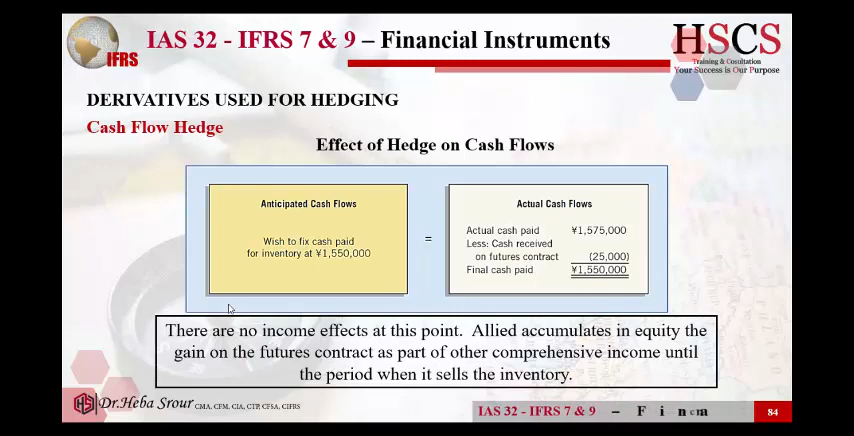 IFRS
IAS 32 - IFRS 7 & 9 – Financial Instruments
HSCS
Training & Cosultation
Your Success is Our Purpose
DERIVATIVES USED FOR HEDGING
Cash Flow Hedge
Effect of Hedge on Cash Flows
Anticipated Cash Flows
Wish to fix cash paid
for inventory at ¥1,550,000
=
Actual Cash Flows
Actual cash paid ¥1,575,000
Less: Cash received
on futures contract (25,000)
Final cash paid ¥1,550,000
There are no income effects at this point. Allied accumulates in equity the
gain on the futures contract as part of other comprehensive income until
the period when it sells the inventory.
HS Dr.Heba Srour CMA, CFM, CIA, CTP, CFSA, CIFRS
IAS 32 - IFRS 7 & 9 – F i n
84